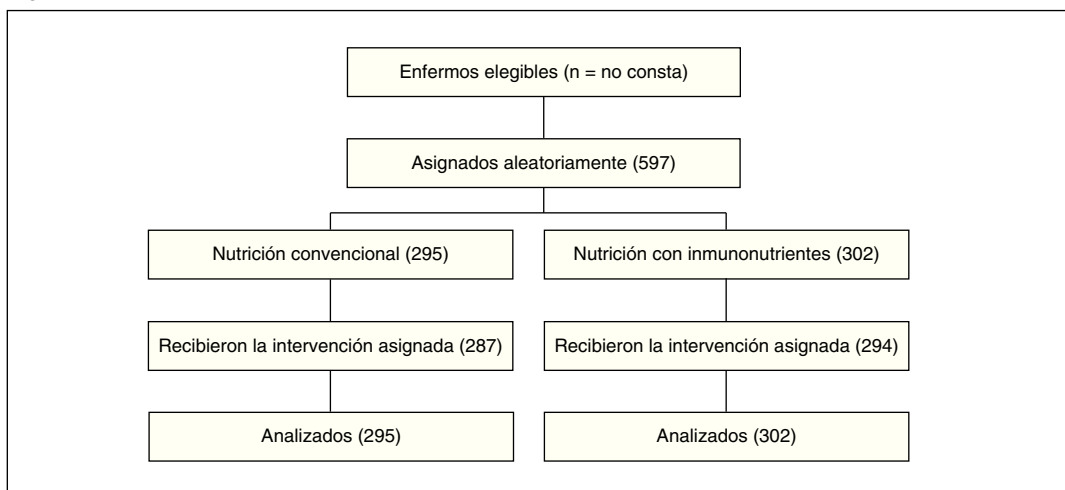 Enfermos elegibles (n = no consta)
Asignados aleatoriamente (597)
Nutrición convencional (295)
Nutrición con inmunonutrientes (302)
Recibieron la intervención asignada (287)
Recibieron la intervención asignada (294)
Analizados (295)
Analizados (302)